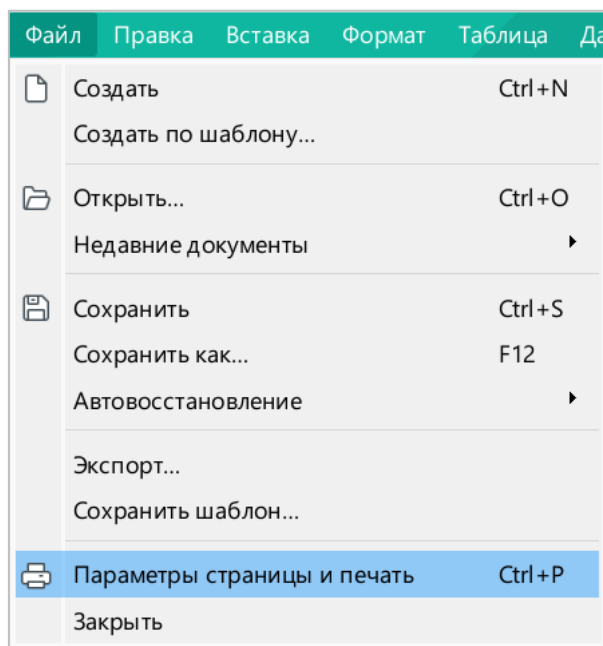 Файл Правка Вставка Формат Таблица
Создать Ctrl+N
Создать по шаблону...
Открыть... Ctrl+O
Недавние документы
Сохранить Ctrl+S
Сохранить как... F12
Автовосстановление
Экспорт...
Сохранить шаблон...
Параметры страницы и печать Ctrl+P
Закрыть